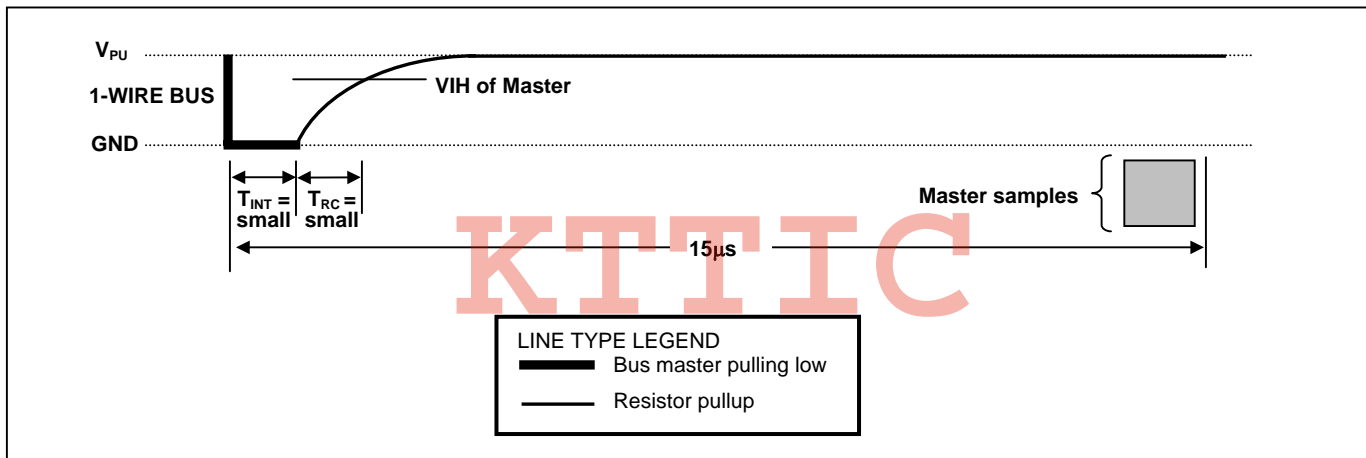 VPU
1-WIRE BUS
GND
VIH of Master
TINT = small
TRC = small
Master samples
15µs
KTTIC
LINE TYPE LEGEND
Bus master pulling low
Resistor pullup